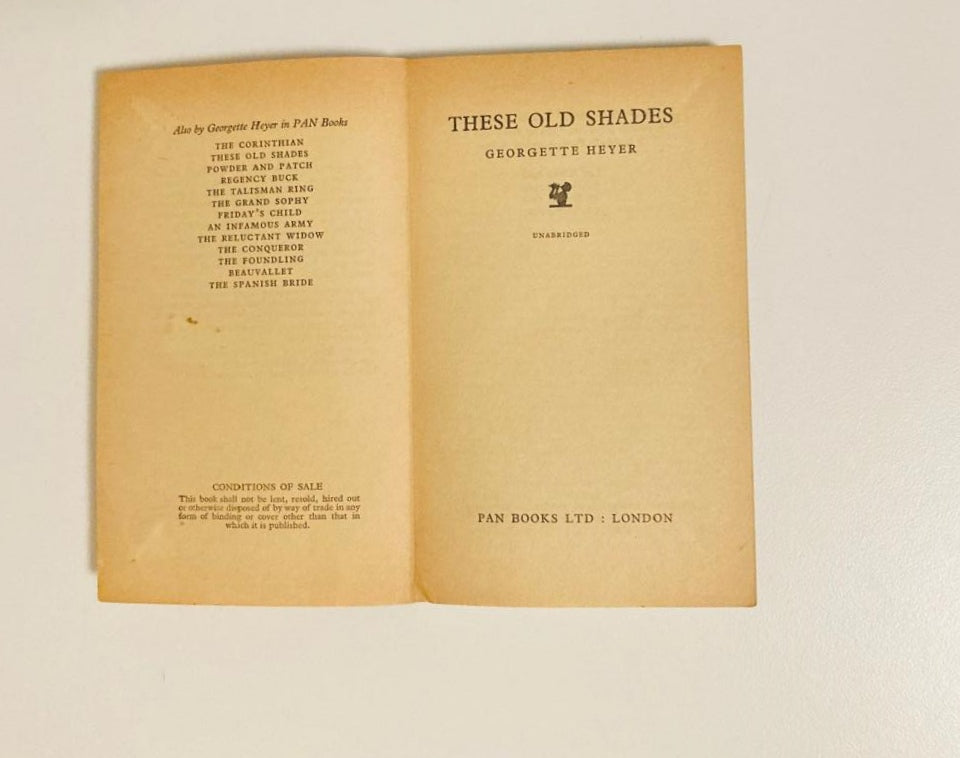 Also by Georgette Heyer in PAN Books
THE CORINTHIAN
THESE OLD SHADES
POWDER AND PATCH
REGENCY BUCK
THE TALISMAN RING
THE GRAND SOPHY
FRIDAY'S CHILD
AN INFAMOUS ARMY
THE RELUCTANT WIDOW
THE CONQUEROR
THE FOUNDLING
BEAUVALLET
THE SPANISH BRIDE
CONDITIONS OF SALE
This book shall not be lent, resold, hired out
or otherwise disposed of by way of trade in any
form of binding or cover other than that in
which it is published.
THESE OLD SHADES
GEORGETTE HEYER
UNABRIDGED
PAN BOOKS LTD : LONDON